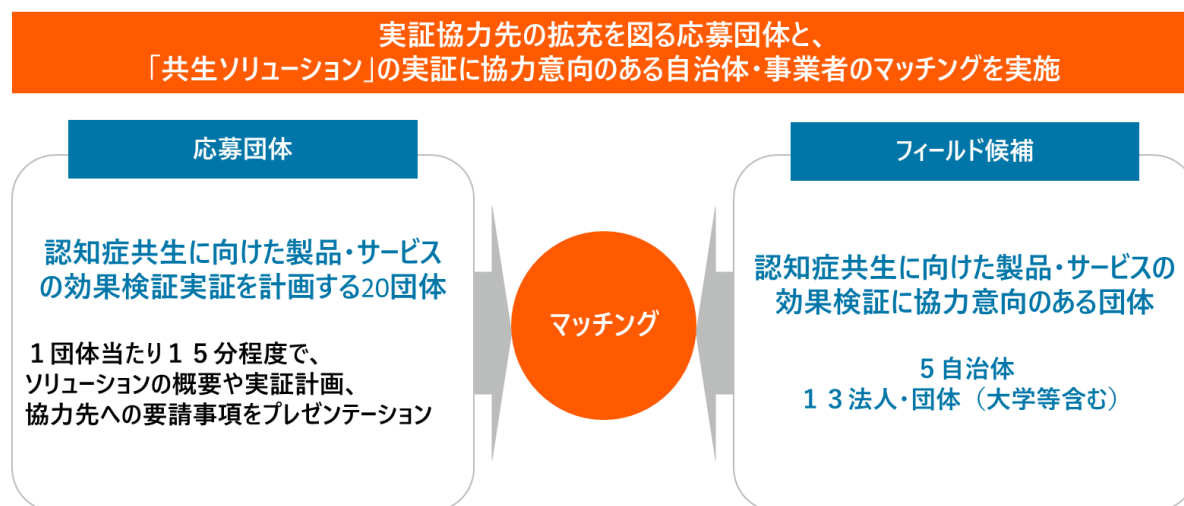 実証協力先の拡充を図る応募団体と、
「共生ソリューション」の実証に協力意向のある自治体・事業者のマッチングを実施
応募団体
認知症共生に向けた製品・サービス
の効果検証実証を計画する20団体
１団体当たり１５分程度で、
ソリューションの概要や実証計画、
協力先への要請事項をプレゼンテーション
マッチング
フィールド候補
認知症共生に向けた製品・サービスの
効果検証に協力意向のある団体
５自治体
１３法人・団体（大学等含む）